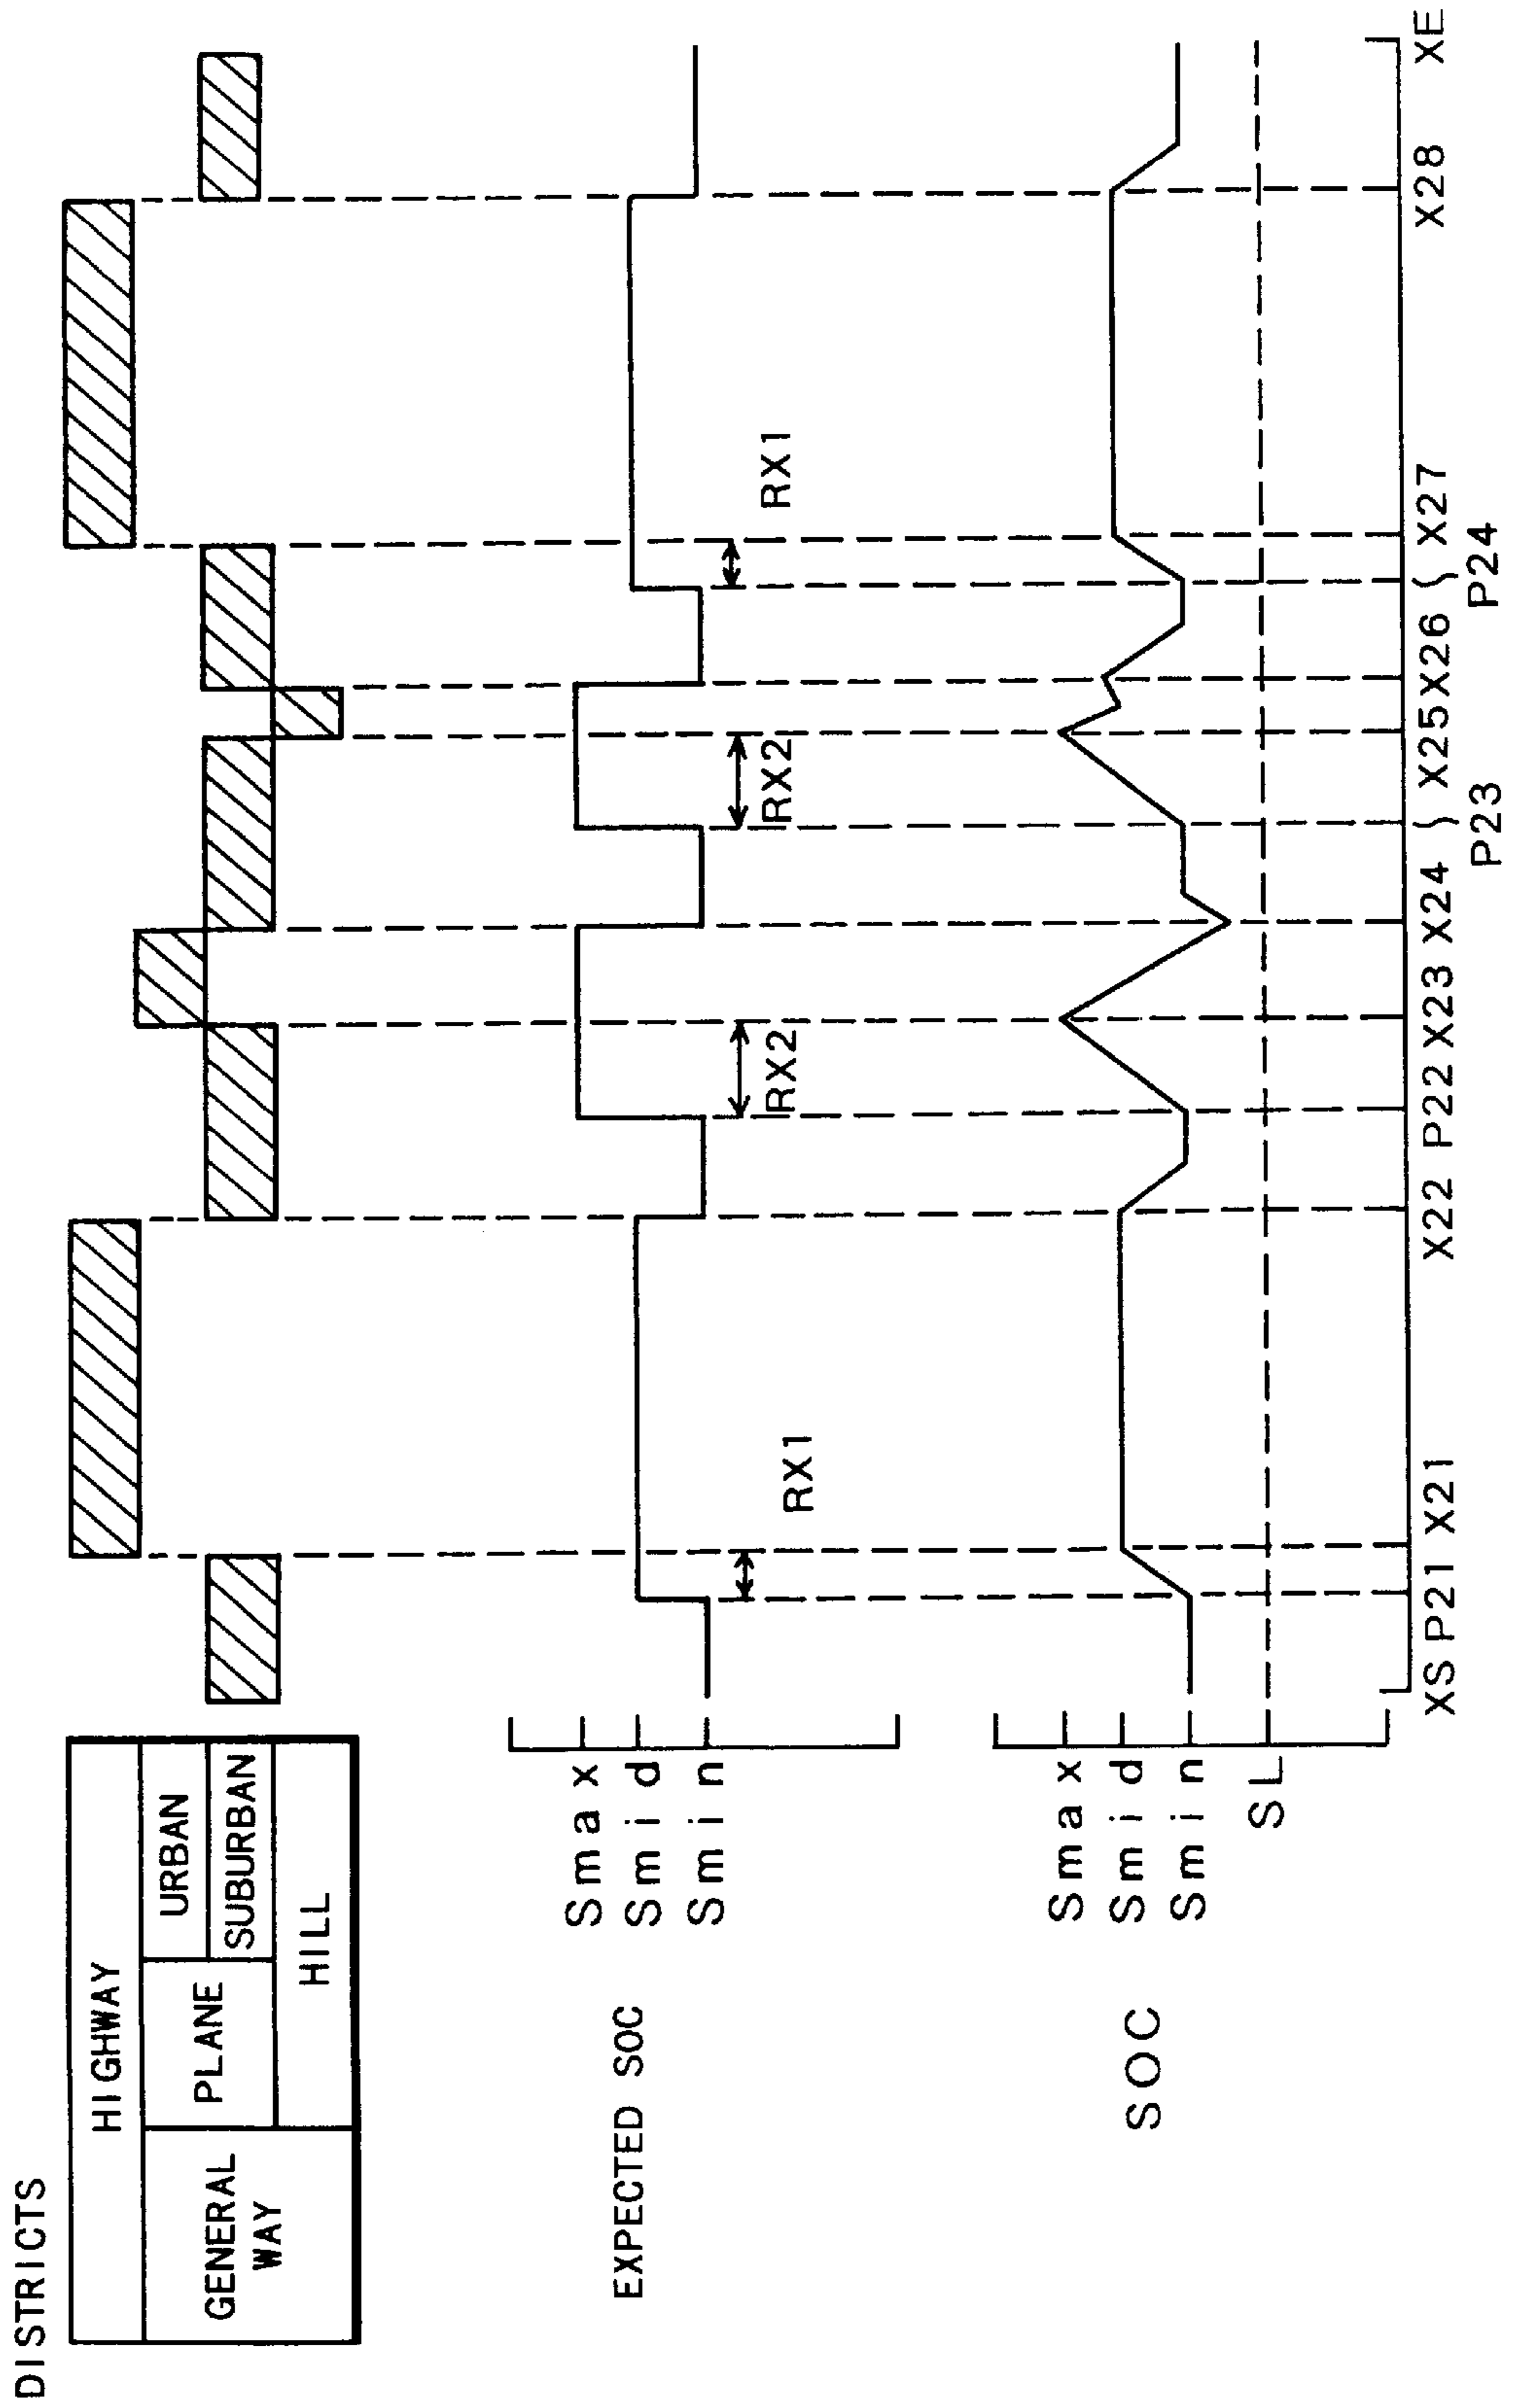 DISTRICTS
HIGHWAY
GENERAL
WAY
PLANE
URBAN
SUBURBAN
HILL
EXPECTED SOC
Smax
Smid
Smin
RX1
RX2
RX2
RX1
SOC
Smax
Smid
Smin
SL
XS P21 X21 X22 P22 X23 X24 X25 X26 X27 X28 XE
P23 P24